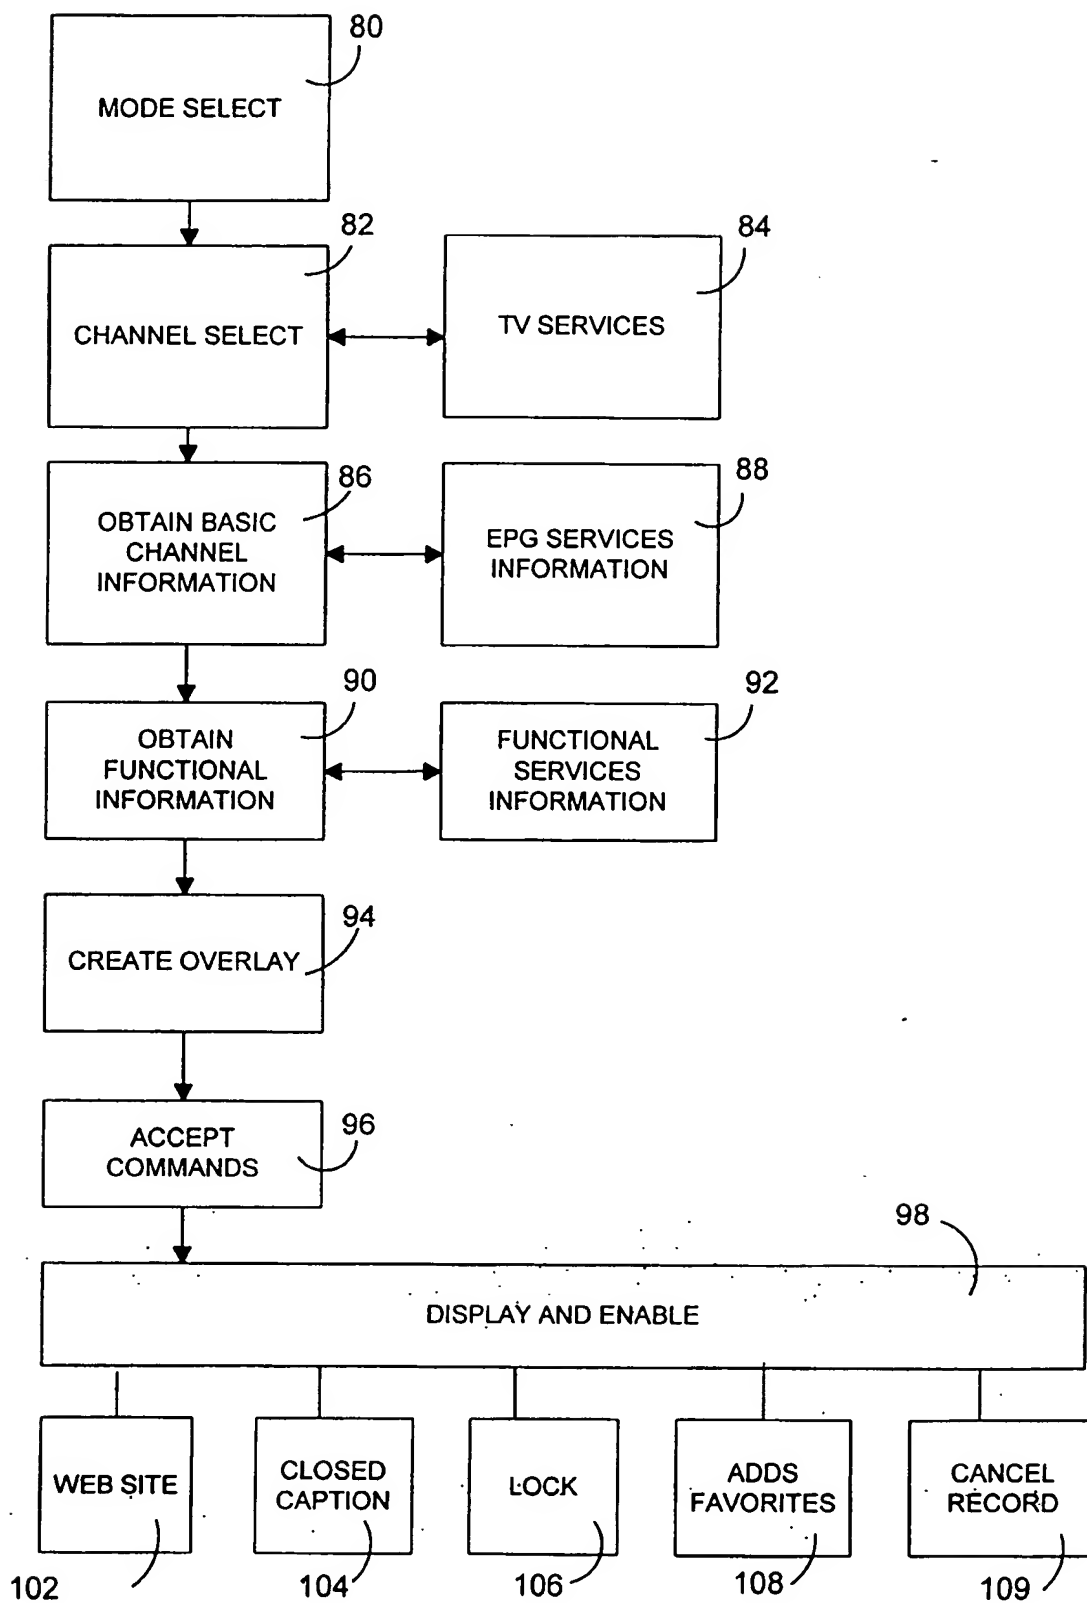 80
MODE SELECT
82
84
CHANNEL SELECT
TV SERVICES
86
88
OBTAIN BASIC
CHANNEL
INFORMATION
EPG SERVICES
INFORMATION
90
92
OBTAIN
FUNCTIONAL
INFORMATION
FUNCTIONAL
SERVICES
INFORMATION
94
CREATE OVERLAY
96
ACCEPT
COMMANDS
98
DISPLAY AND ENABLE
WEB SITE
CLOSED
CAPTION
LOCK
ADDS
FAVORITES
CANCEL
RECORD
102
104
106
108
109